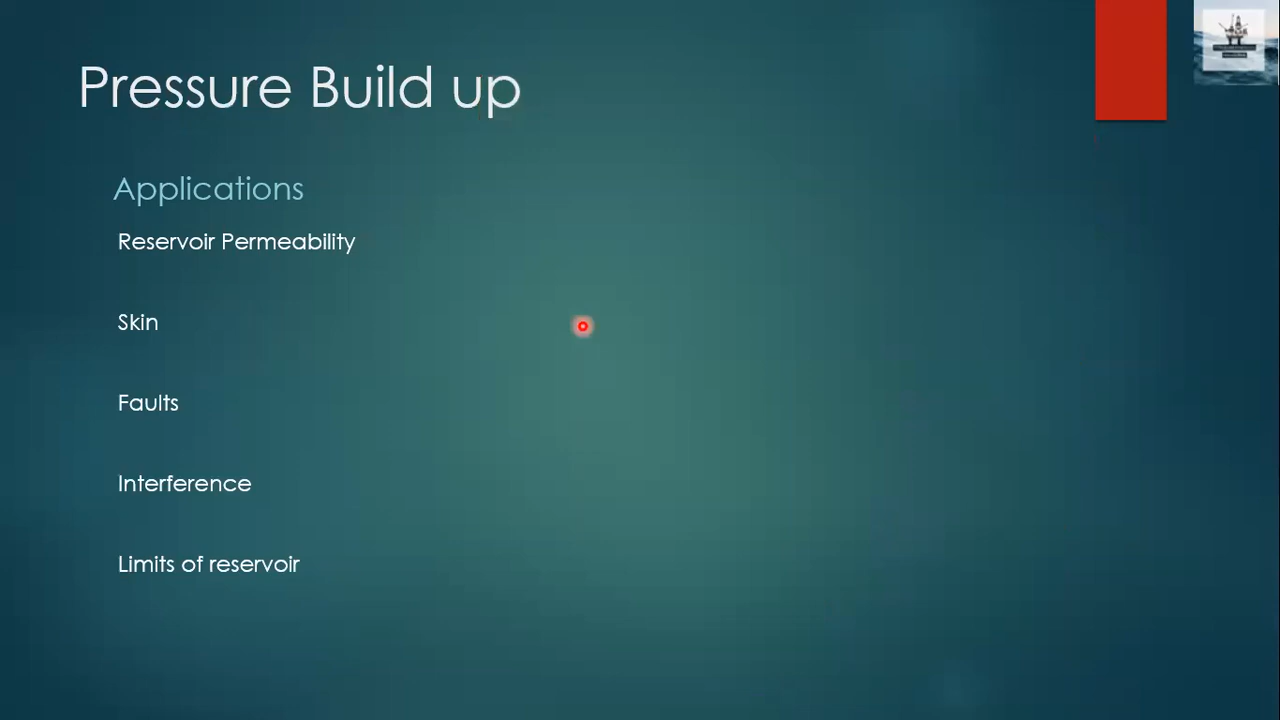 Pressure Build up
Applications
Reservoir Permeability
Skin
Faults
Interference
Limits of reservoir